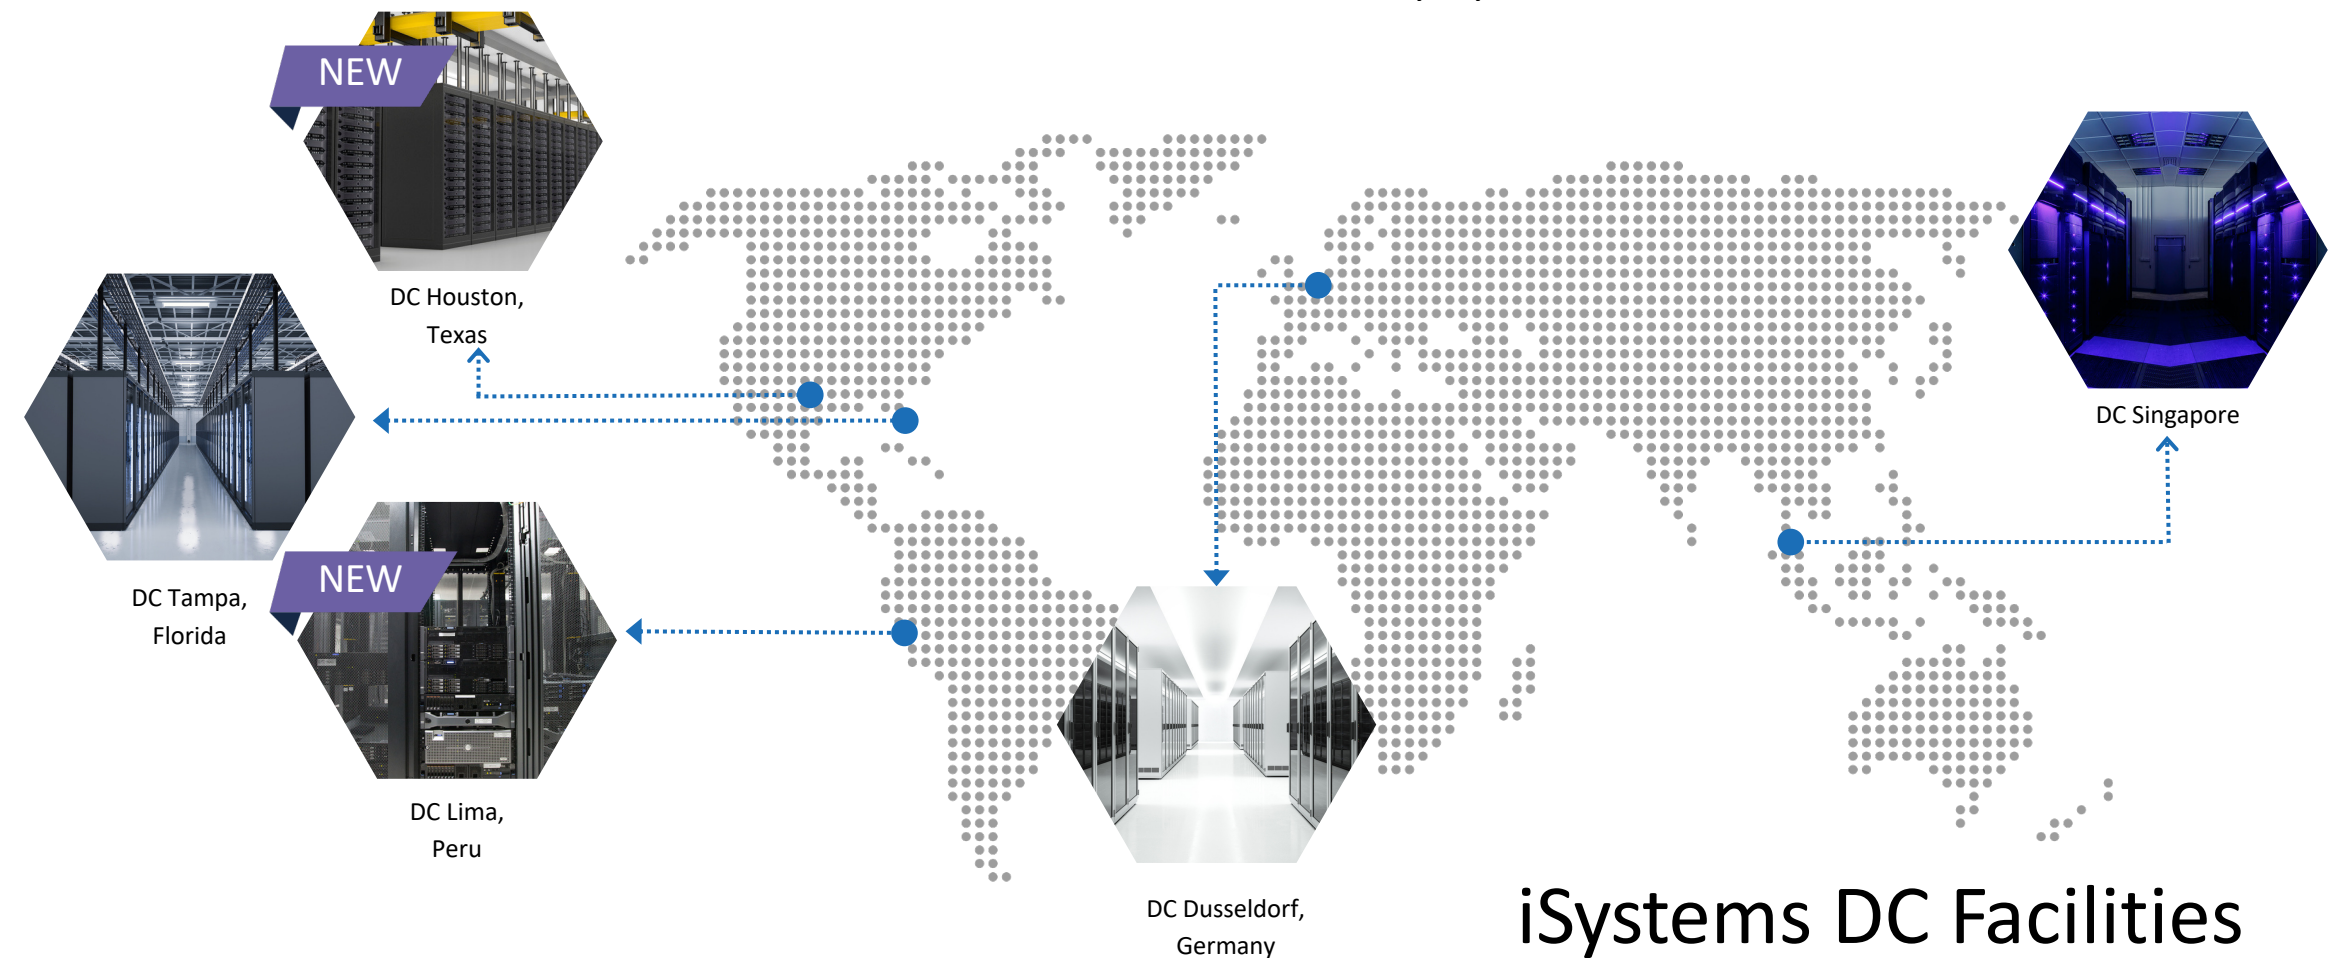 NEW
DC Houston,
Texas
DC Tampa,
Florida
NEW
DC Lima,
Peru
DC Dusseldorf,
Germany
DC Singapore
iSystems DC Facilities